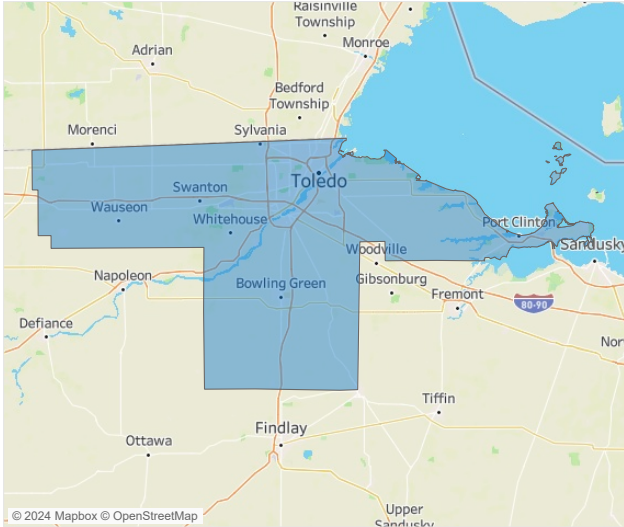 Raisinville
Township
Adrian
Monroe
Bedford
Township
Morenci
Sylvania
Toledo
Swanton
Wauseon
Whitehouse
Port Clinton
Woodville
Sandusky
Napoleon
Bowling Green
Gibsonburg
Fremont
80-90
Defiance
Nor
Tiffin
Findlay
Ottawa
Upper
Sandusky
© 2024 Mapbox © OpenStreetMap